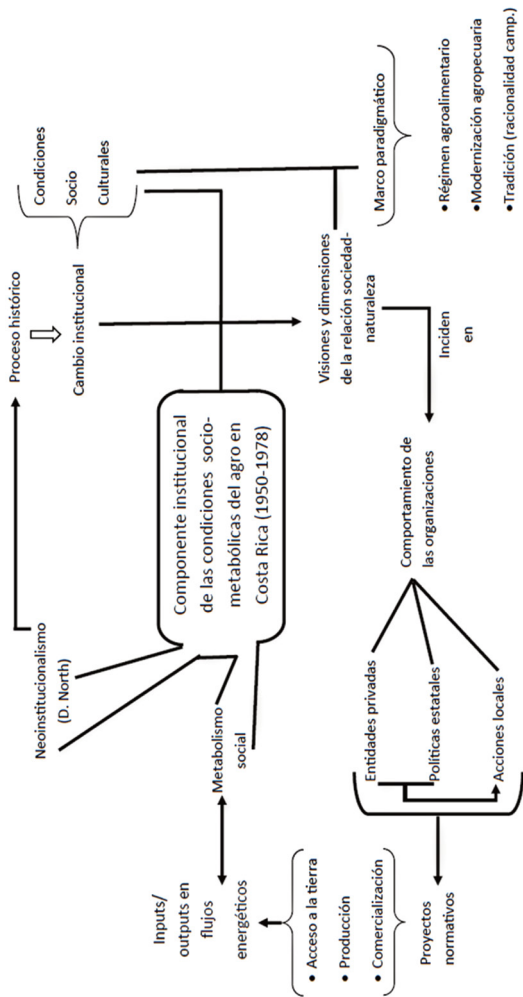 Neoinstitucionalismo
(D. North)
Proceso histórico
Cambio institucional
Condiciones
Socio
Culturales
Componente institucional
de las condiciones socio-
metabólicas del agro en
Costa Rica (1950-1978)
Metabolismo
social
Inputs/
outputs en
flujos
energéticos
• Acceso a la tierra
• Producción
• Comercialización
Proyectos
normativos
Entidades privadas
Políticas estatales
Acciones locales
Comportamiento de
las organizaciones
Inciden
en
Visiones y dimensiones
de la relación sociedad-
naturaleza
Marco paradigmático
• Régimen agroalimentario
• Modernización agropecuaria
• Tradición (racionalidad camp.)